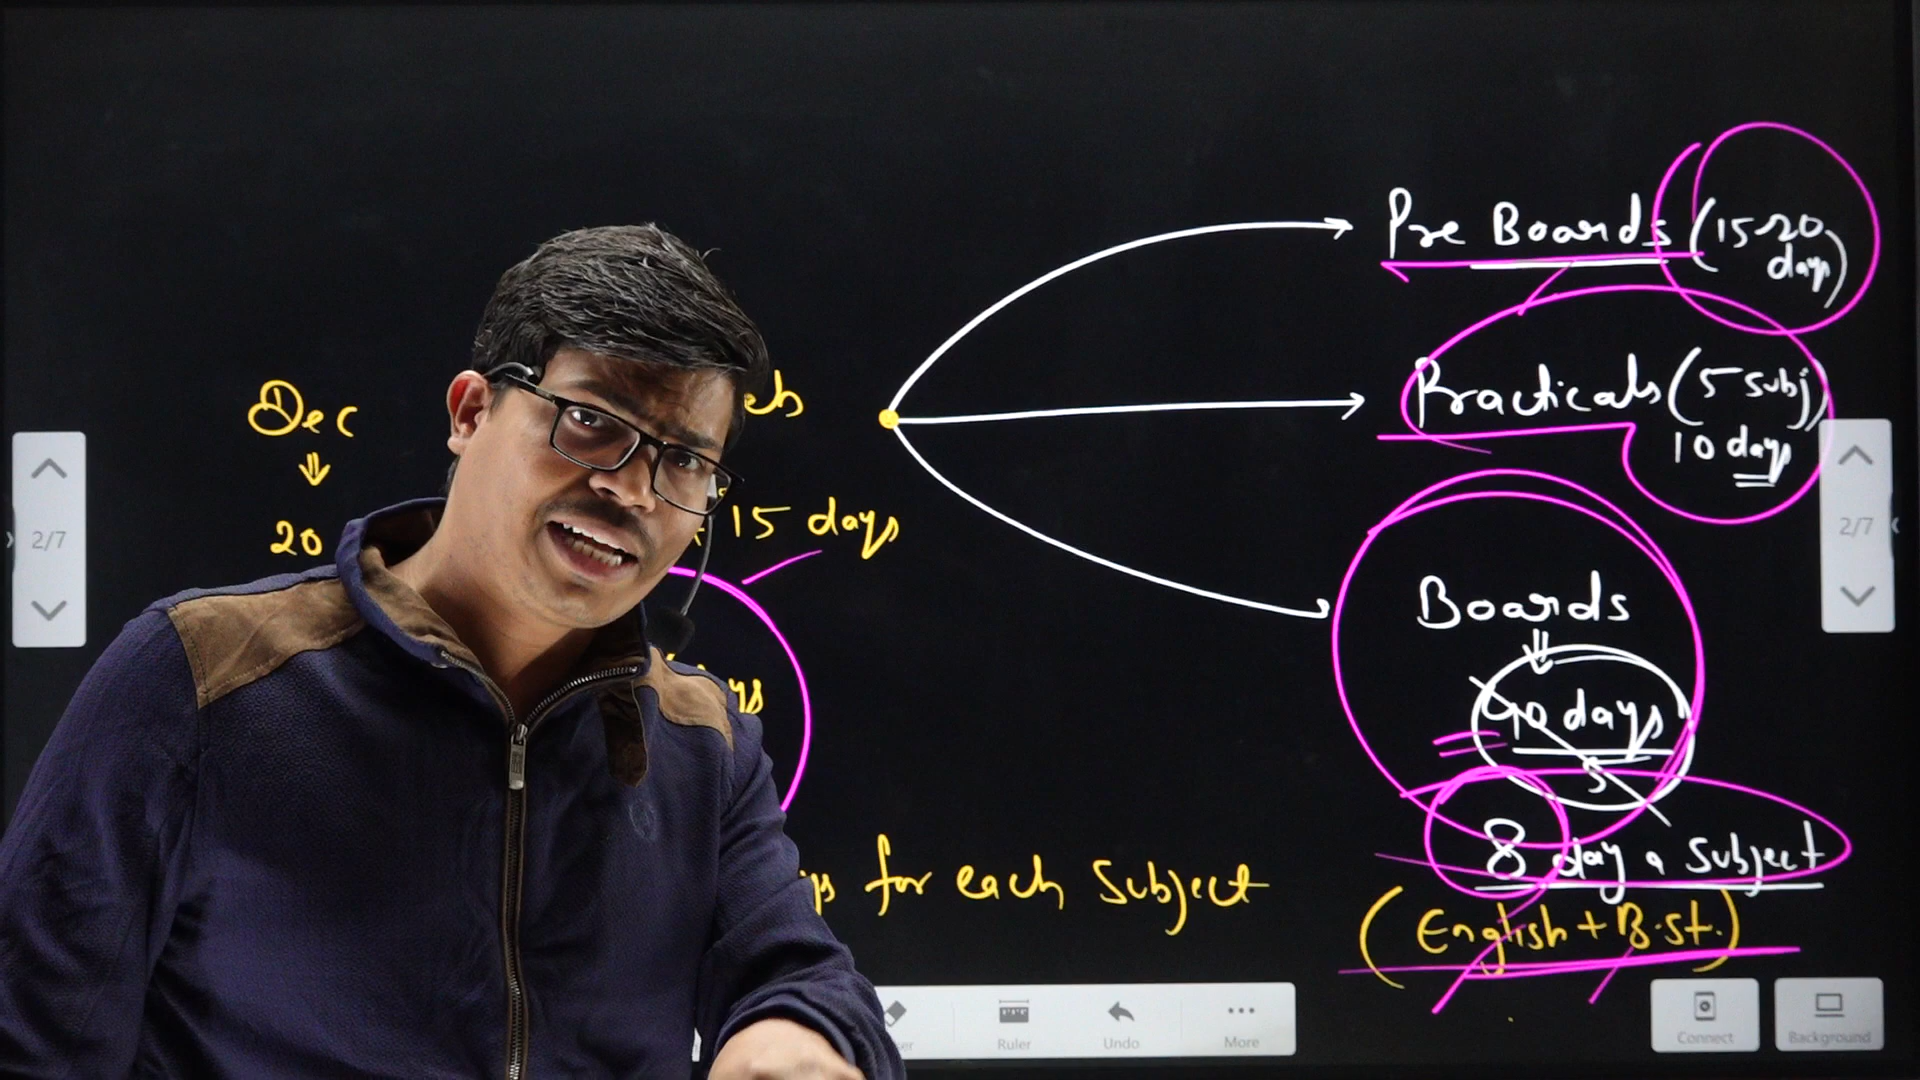 Pre Boards (15-20 days)
Practicals (5 subj) 10 days
Dec
20
15 days
Boards
40 days
5
8 day a Subject
for each Subject
(English + B.st.)
2/7
2/7
Ruler
Undo
More
Connect
Background